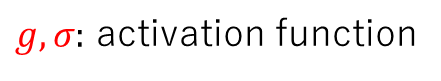 g, σ: activation function